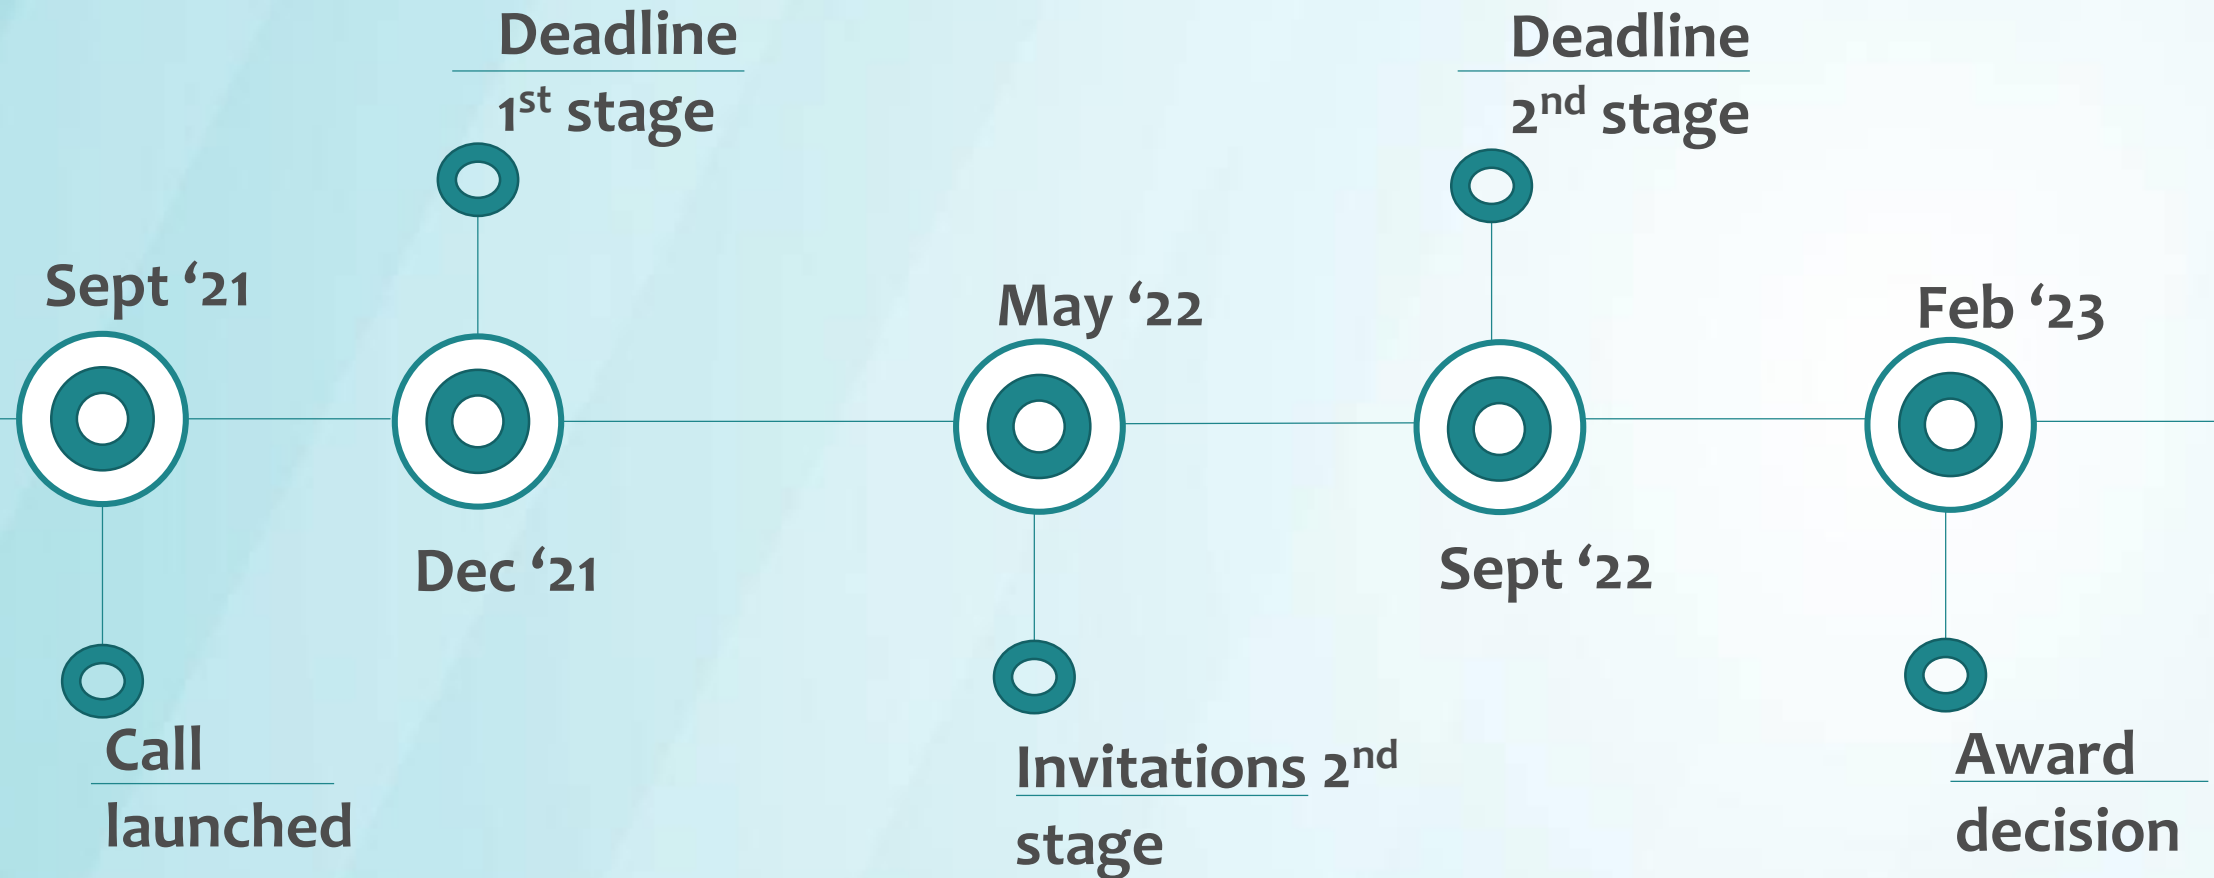 Deadline
1st stage
Deadline
2nd stage
Sept ‘21
May ‘22
Feb ‘23
Dec ‘21
Sept ‘22
Call
launched
Invitations 2nd
stage
Award
decision